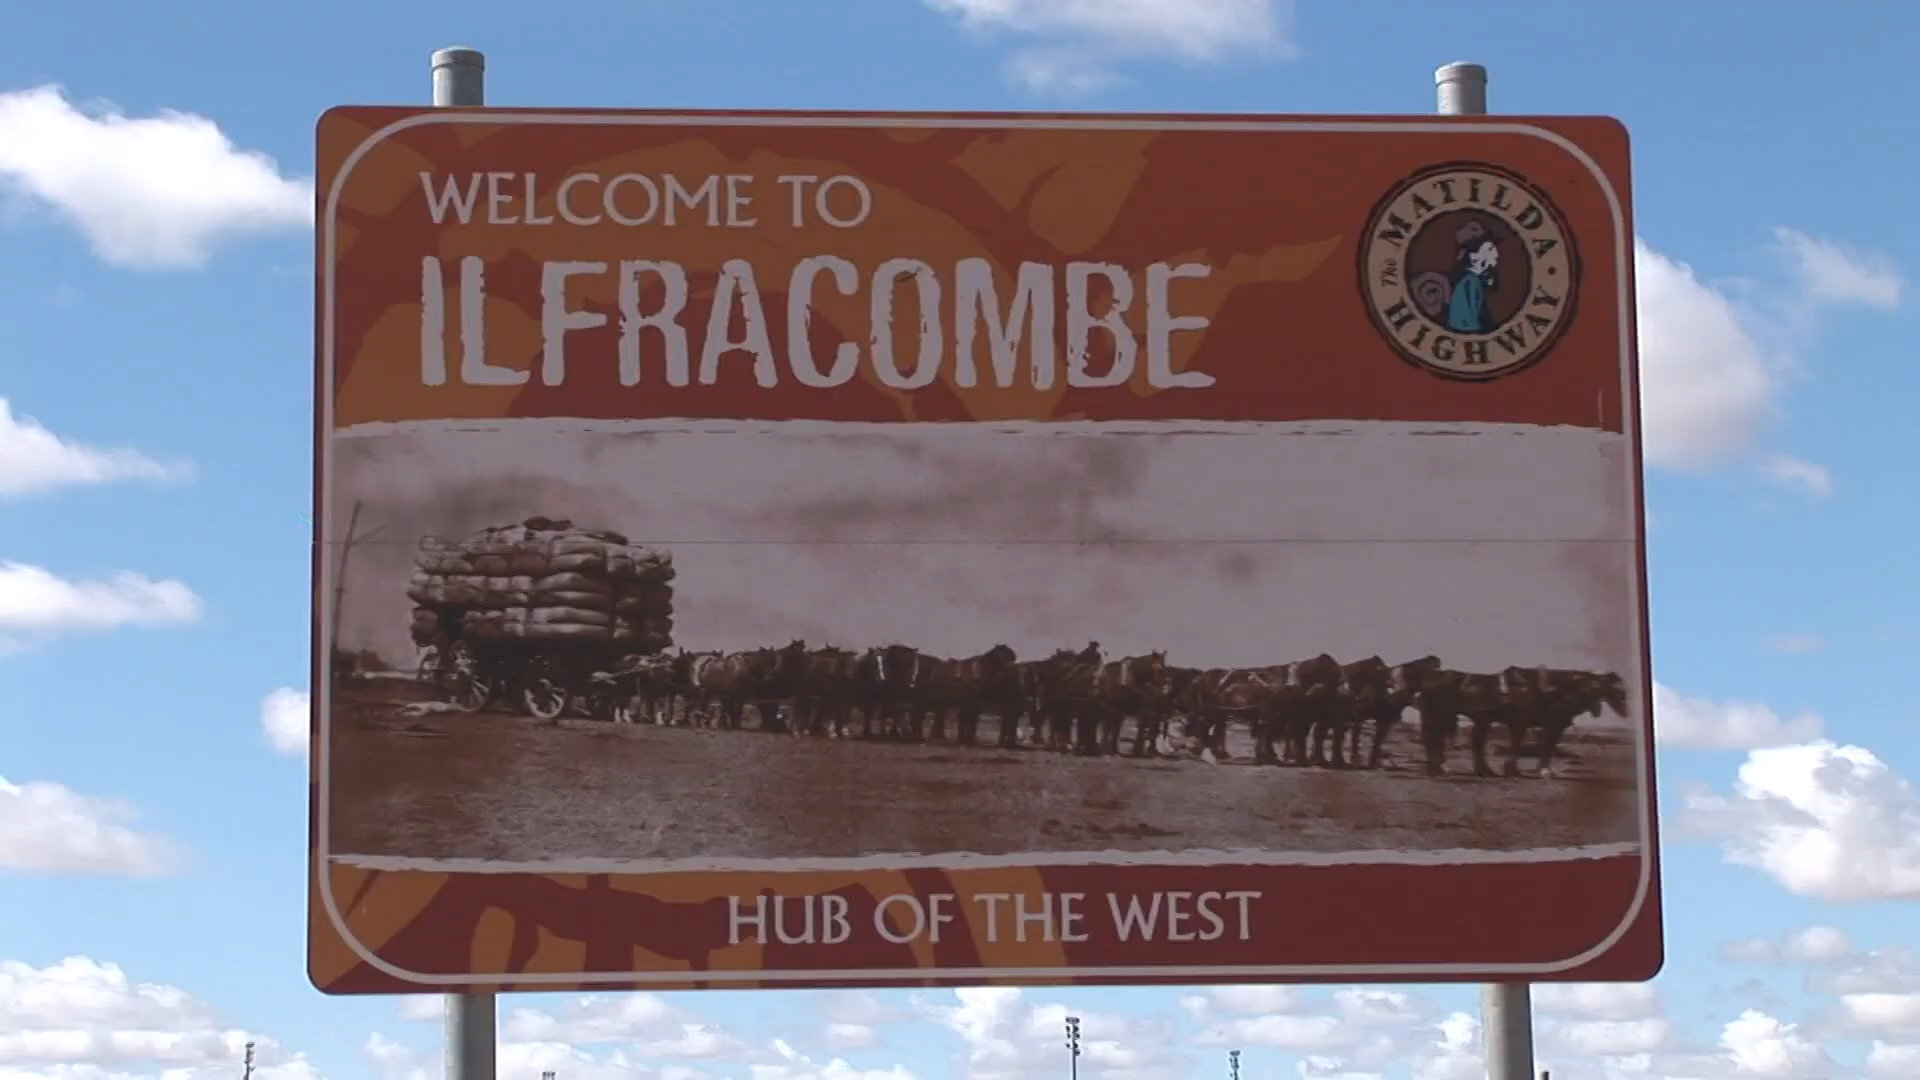 WELCOME TO
ILFRACOMBE
The MATILDA
HIGHWAY
HUB OF THE WEST